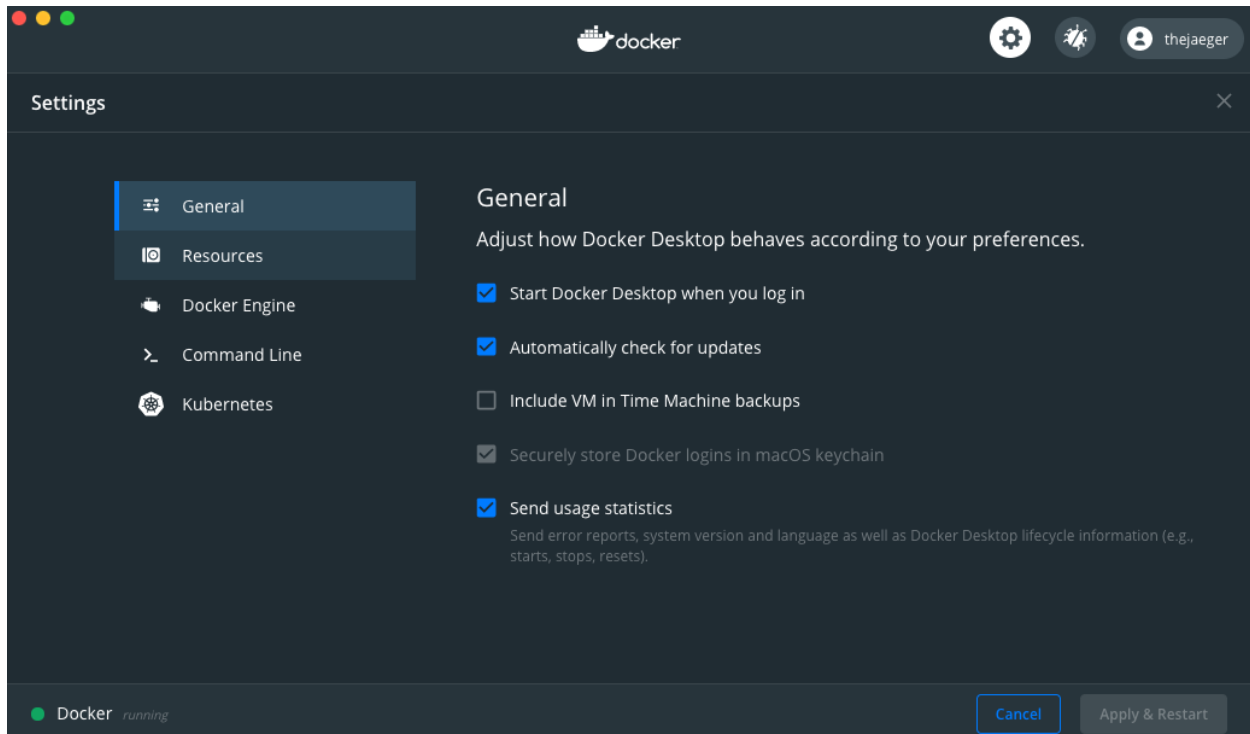 docker
thejaeger
Settings
General
Resources
Docker Engine
Command Line
Kubernetes
General
Adjust how Docker Desktop behaves according to your preferences.
Start Docker Desktop when you log in
Automatically check for updates
Include VM in Time Machine backups
Securely store Docker logins in macOS keychain
Send usage statistics
Send error reports, system version and language as well as Docker Desktop lifecycle information (e.g.,
starts, stops, resets).
Docker running
Cancel
Apply & Restart